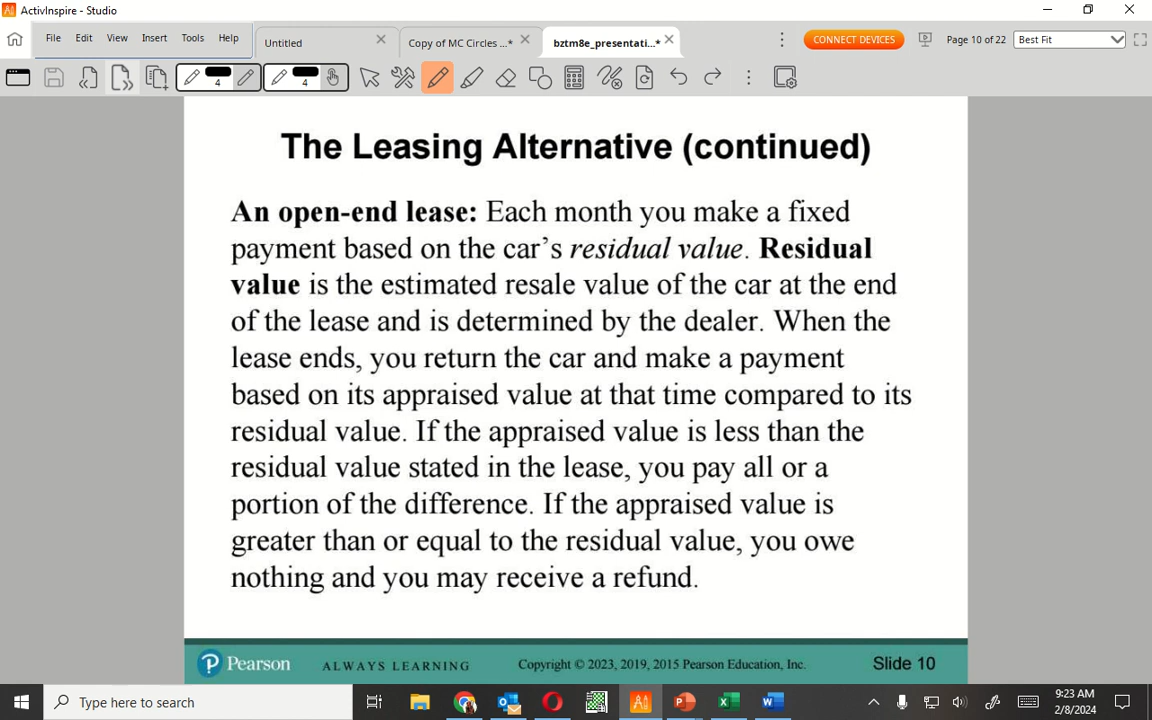 ActivInspire - Studio
File Edit View Insert Tools Help
Untitled
Copy of MC Circles ...*
bztm8e_presentati...*
CONNECT DEVICES
Page 10 of 22
Best Fit
4
4
The Leasing Alternative (continued)
An open-end lease: Each month you make a fixed
payment based on the car's residual value. Residual
value is the estimated resale value of the car at the end
of the lease and is determined by the dealer. When the
lease ends, you return the car and make a payment
based on its appraised value at that time compared to its
residual value. If the appraised value is less than the
residual value stated in the lease, you pay all or a
portion of the difference. If the appraised value is
greater than or equal to the residual value, you owe
nothing and you may receive a refund.
Pearson
ALWAYS LEARNING
Copyright © 2023, 2019, 2015 Pearson Education, Inc.
Slide 10
Type here to search
9:23 AM
2/8/2024